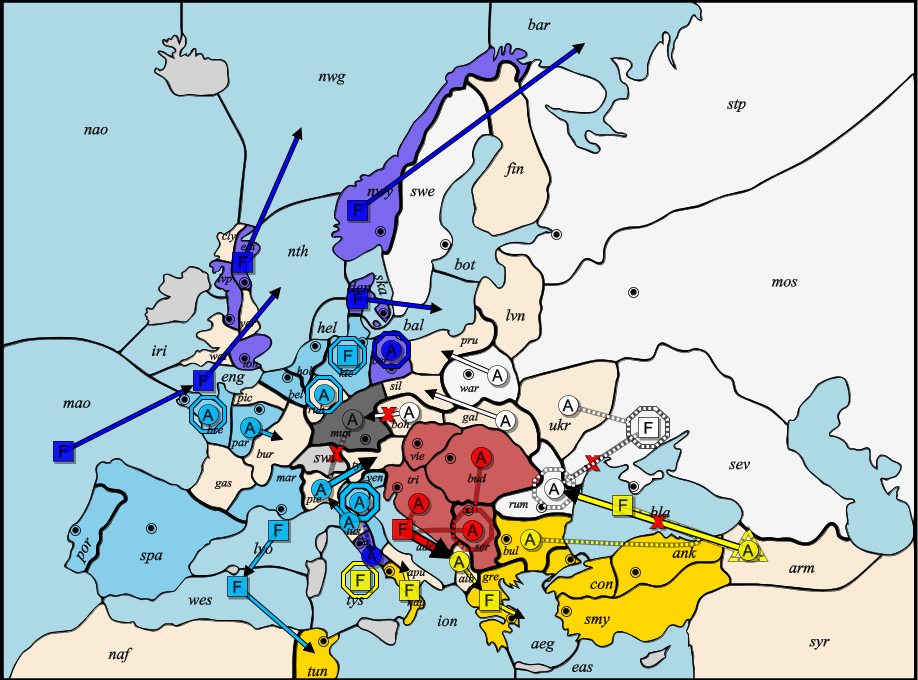 bar
nwg
stp
nao
fin
nwy
swe
cly
edi
nth
bot
ska
mos
lvp
den
lvn
yor
hel
bal
iri
wal
pru
lon
kie
ber
eng
hol
war
sil
mao
bel
pic
ruh
gal
bre
boh
ukr
par
mun
bur
vie
sev
swi
tyr
bud
gas
mar
ven
tri
pie
rum
bla
tus
por
spa
lyo
adr
ser
bul
ank
rom
apu
alb
gre
con
arm
wes
tys
nap
ion
smy
aeg
naf
tun
eas
syr
F
F
F
F
F
F
A
A
A
A
A
A
A
F
A
A
A
A
F
A
A
A
A
A
A
F
A
F
F
A
A
A
A
F
A
F
F